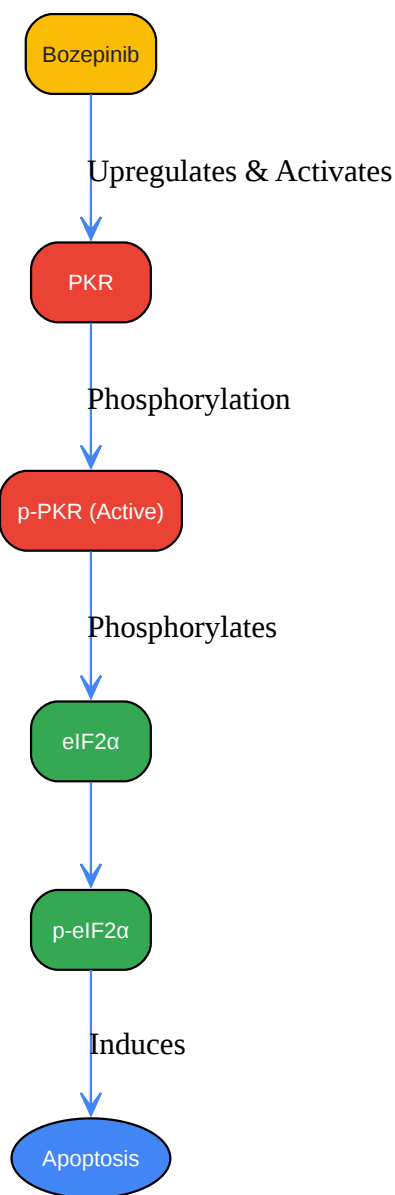 Bozepinib
Upregulates & Activates
PKR
Phosphorylation
p-PKR (Active)
Phosphorylates
eIF2α
p-eIF2α
Induces
Apoptosis